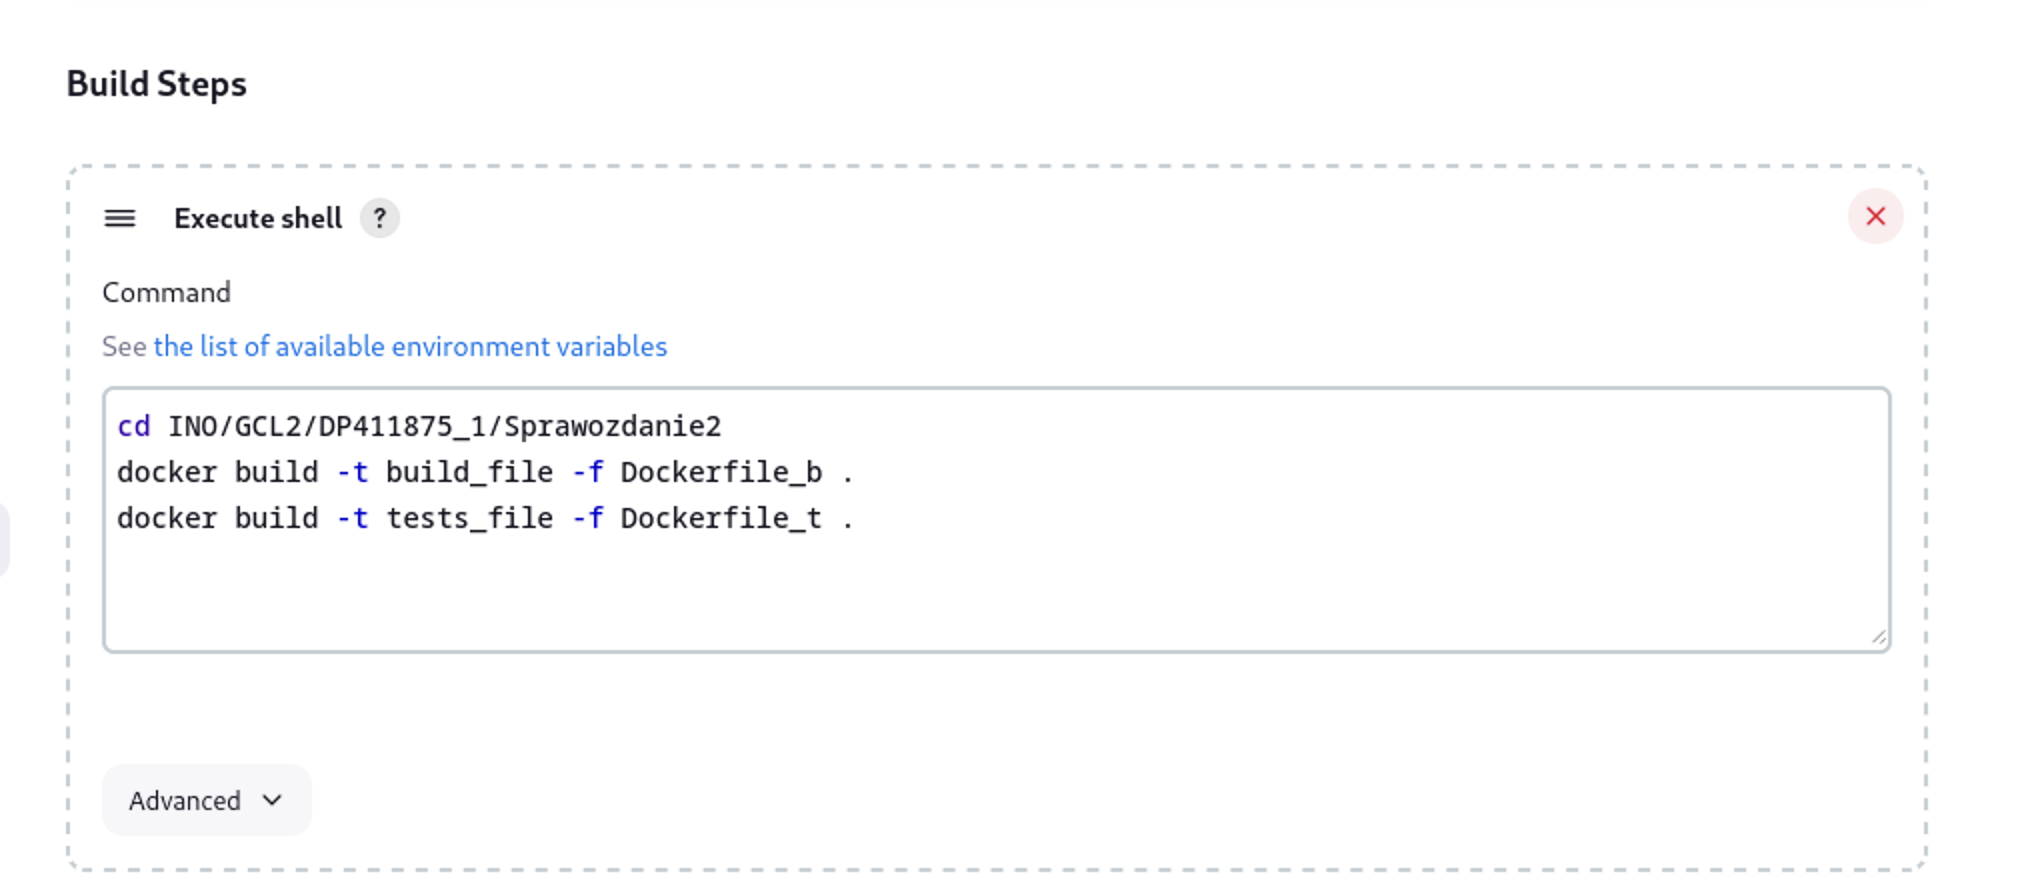 Build Steps
Execute shell ?
Command
See the list of available environment variables
cd INO/GCL2/DP411875_1/Sprawozdanie2
docker build -t build_file -f Dockerfile_b .
docker build -t tests_file -f Dockerfile_t .
Advanced